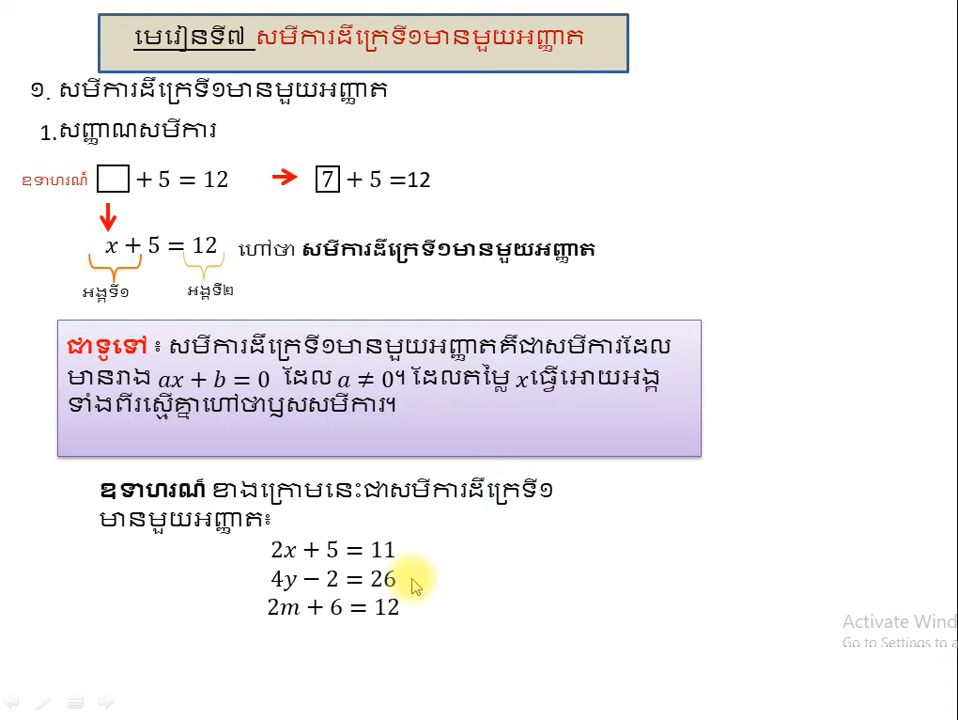 មេរៀនទី៧ សមីការដឺក្រេទី១មានមួយអញ្ញាត
១. សមីការដឺក្រេទី១មានមួយអញ្ញាត
1.សញ្ញាណសមីការ
ឧទាហរណ៍ + 5 = 12 7 + 5 =12
x + 5 = 12 ហៅថា សមីការដឺក្រេទី១មានមួយអញ្ញាត
អង្គទី១ អង្គទី២
ជាទូទៅ ៖ សមីការដឺក្រេទី១មានមួយអញ្ញាតគឺជាសមីការដែល
មានរាង ax + b = 0 ដែល a ≠ 0។ ដែលតម្លៃ xធ្វើអោយអង្គ
ទាំងពីរស្មើគ្នាហៅថាឫសសមីការ។
ឧទាហរណ៍ ខាងក្រោមនេះជាសមីការដឺក្រេទី១
មានមួយអញ្ញាត៖
2x + 5 = 11
4y − 2 = 26
2m + 6 = 12
Activate Wind
Go to Settings to a